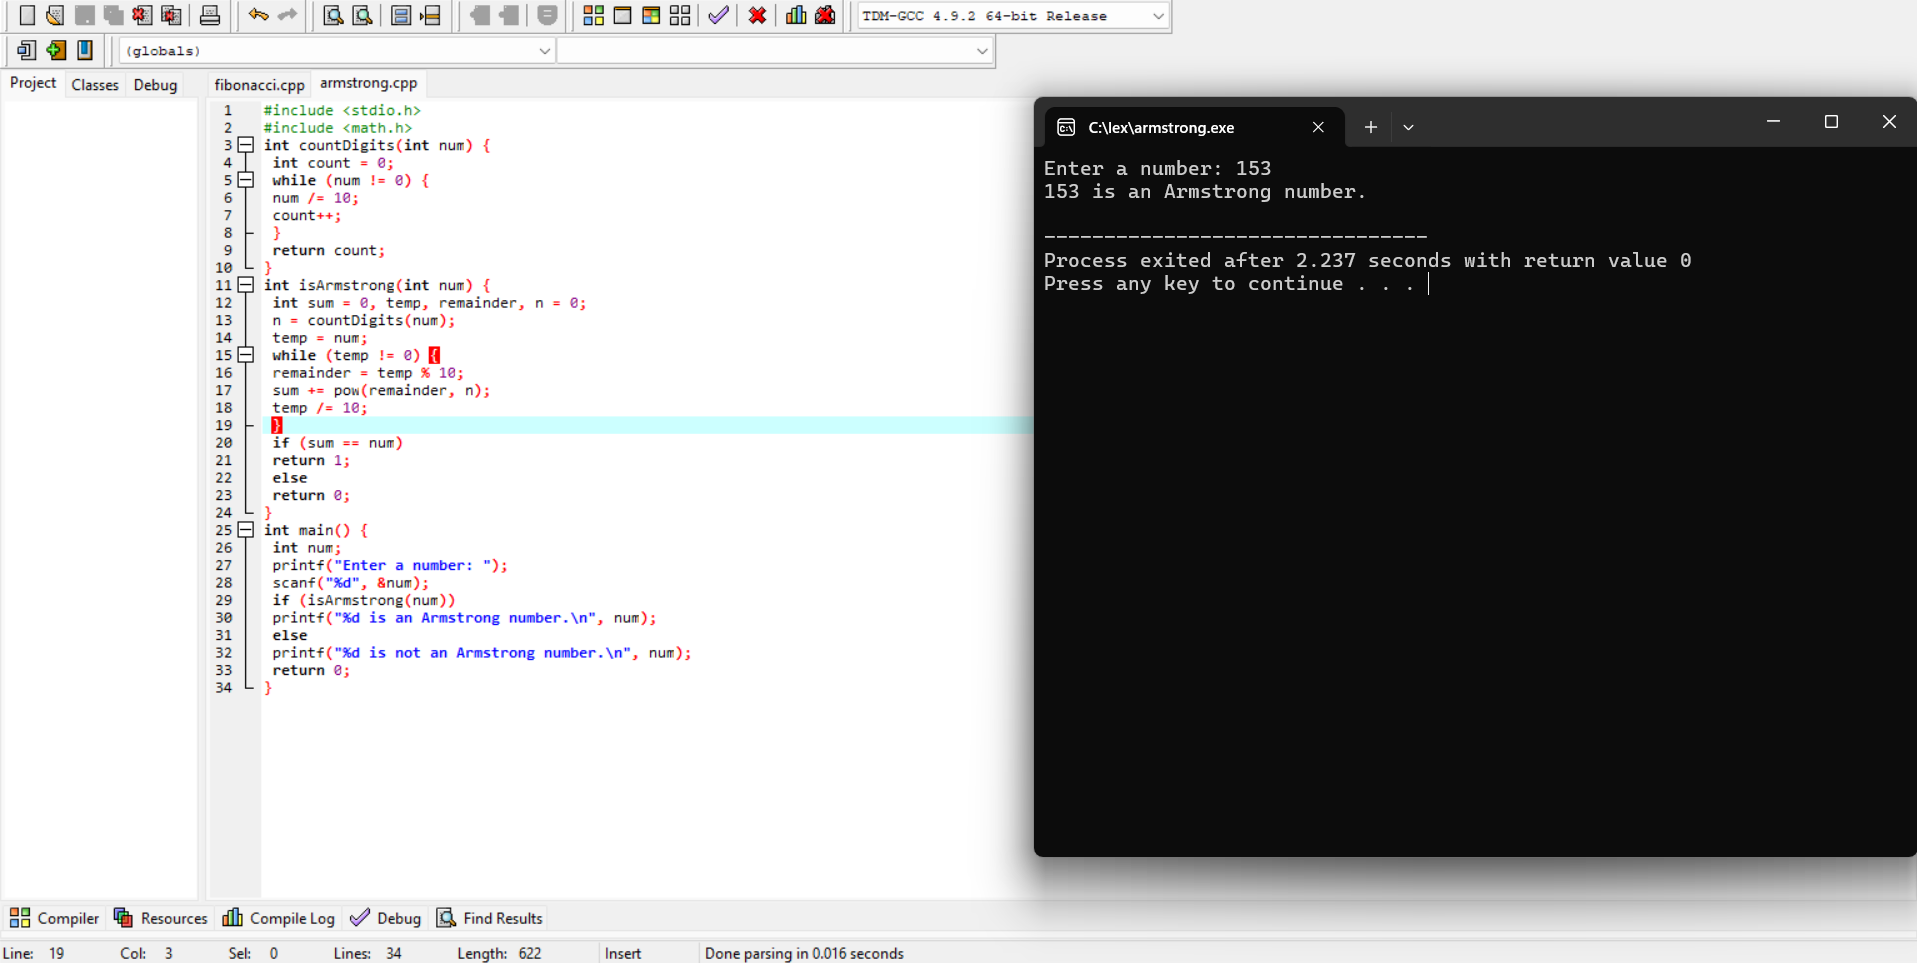 TDM-GCC 4.9.2 64-bit Release
(globals)
Project Classes Debug fibonacci.cpp armstrong.cpp
1 #include <stdio.h>
2 #include <math.h>
3 int countDigits(int num) {
4 int count = 0;
5 while (num != 0) {
6 num /= 10;
7 count++;
8 }
9 return count;
10 }
11 int isArmstrong(int num) {
12 int sum = 0, temp, remainder, n = 0;
13 n = countDigits(num);
14 temp = num;
15 while (temp != 0) {
16 remainder = temp % 10;
17 sum += pow(remainder, n);
18 temp /= 10;
19 }
20 if (sum == num)
21 return 1;
22 else
23 return 0;
24 }
25 int main() {
26 int num;
27 printf("Enter a number: ");
28 scanf("%d", &num);
29 if (isArmstrong(num))
30 printf("%d is an Armstrong number.\n", num);
31 else
32 printf("%d is not an Armstrong number.\n", num);
33 return 0;
34 }
C:\lex\armstrong.exe
Enter a number: 153
153 is an Armstrong number.
--------------------------------
Process exited after 2.237 seconds with return value 0
Press any key to continue . . .
Compiler Resources Compile Log Debug Find Results
Line: 19 Col: 3 Sel: 0 Lines: 34 Length: 622 Insert Done parsing in 0.016 seconds